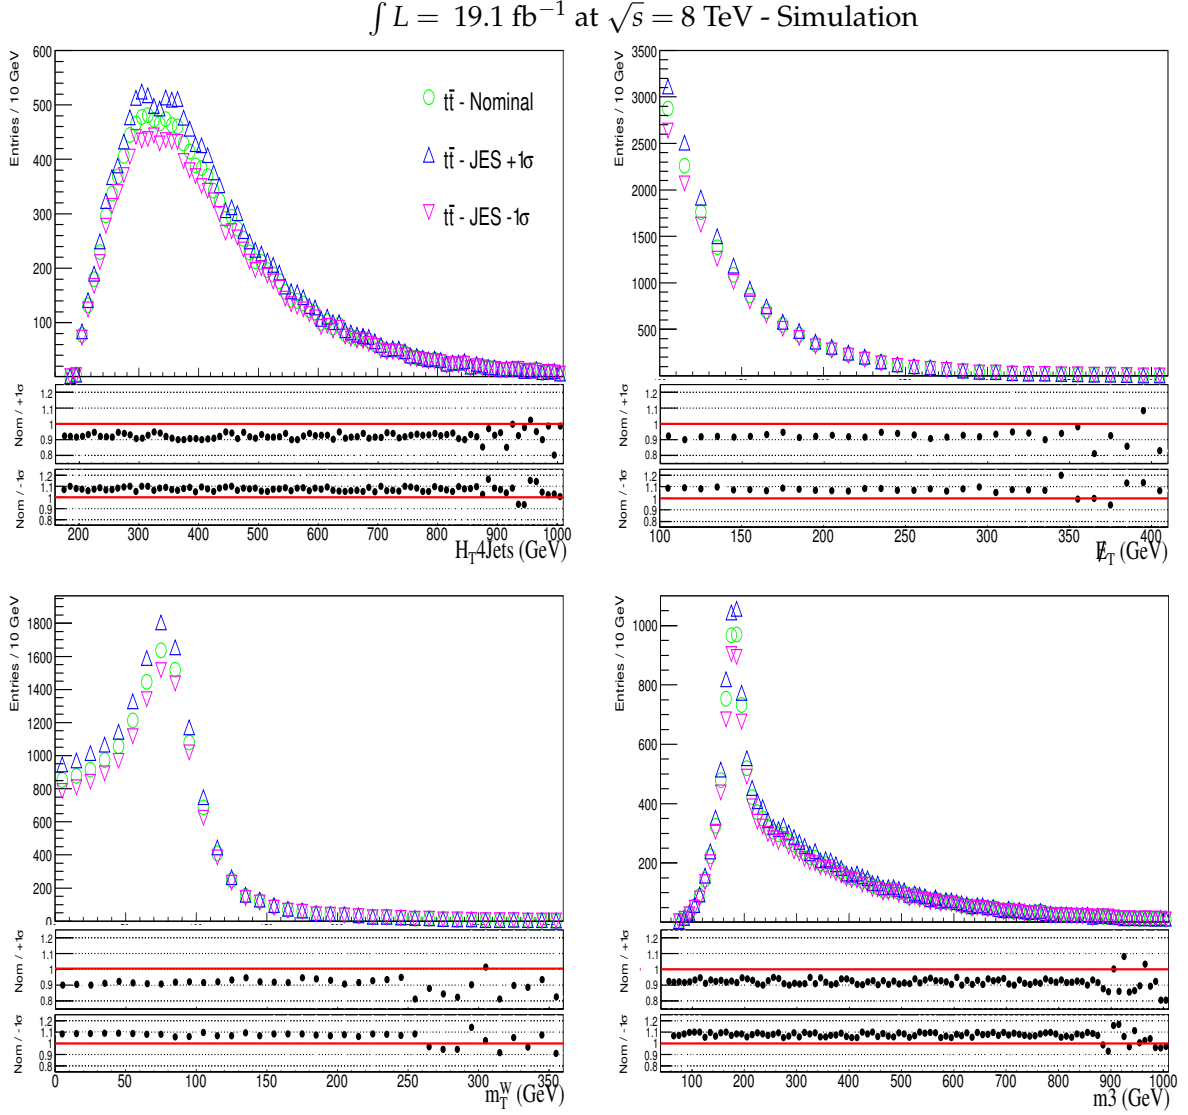 ∫ L = 19.1 fb⁻¹ at √s = 8 TeV - Simulation
Entries / 10 GeV
600
500
400
300
200
100
tt̄ - Nominal
tt̄ - JES +1σ
tt̄ - JES -1σ
Nom / +1σ
1.2
1.1
1
0.9
0.8
Nom / -1σ
1.2
1.1
1
0.9
0.8
200 300 400 500 600 700 800 900 1000
H_T4Jets (GeV)
Entries / 10 GeV
3500
3000
2500
2000
1500
1000
500
0
Nom / +1σ
1.2
1.1
1
0.9
0.8
Nom / -1σ
1.2
1.1
1
0.9
0.8
100 150 200 250 300 350 400
E̸_T (GeV)
Entries / 10 GeV
1800
1600
1400
1200
1000
800
600
400
200
0
Nom / +1σ
1.2
1.1
1
0.9
0.8
Nom / -1σ
1.2
1.1
1
0.9
0.8
0 50 100 150 200 250 300 350
m_T^W (GeV)
Entries / 10 GeV
1000
800
600
400
200
Nom / +1σ
1.2
1.1
1
0.9
0.8
Nom / -1σ
1.2
1.1
1
0.9
0.8
100 200 300 400 500 600 700 800 900 1000
m3 (GeV)